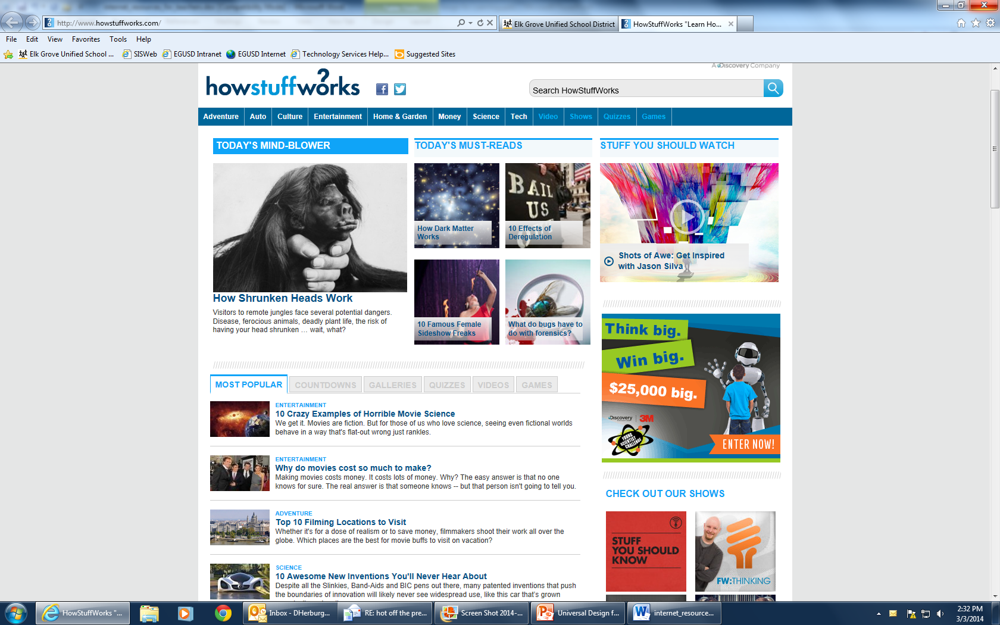 http://www.howstuffworks.com/
Elk Grove Unified School District
HowStuffWorks "Learn Ho...
File Edit View Favorites Tools Help
Elk Grove Unified School ... SISWeb EGUSD Intranet EGUSD Internet Technology Services Help... Suggested Sites
A Discovery Company
howstuffworks
Search HowStuffWorks
Adventure Auto Culture Entertainment Home & Garden Money Science Tech Video Shows Quizzes Games
TODAY'S MIND-BLOWER
How Shrunken Heads Work
Visitors to remote jungles face several potential dangers.
Disease, ferocious animals, deadly plant life, the risk of
having your head shrunken … wait, what?
TODAY'S MUST-READS
How Dark Matter
Works
BAIL
US
10 Effects of
Deregulation
10 Famous Female
Sideshow Freaks
What do bugs have to
do with forensics?
STUFF YOU SHOULD WATCH
Shots of Awe: Get Inspired
with Jason Silva
Think big.
Win big.
$25,000 big.
Discovery
3M
YOUNG
SCIENTIST
CHALLENGE
ENTER NOW!
MOST POPULAR COUNTDOWNS GALLERIES QUIZZES VIDEOS GAMES
ENTERTAINMENT
10 Crazy Examples of Horrible Movie Science
We get it. Movies are fiction. But for those of us who love science, seeing even fictional worlds
behave in a way that's flat-out wrong just rankles.
ENTERTAINMENT
Why do movies cost so much to make?
Making movies costs money. It costs lots of money. Why? The easy answer is that no one
knows for sure. The real answer is that someone knows -- but that person isn't going to tell you.
ADVENTURE
Top 10 Filming Locations to Visit
Whether it's for a dose of realism or to save money, filmmakers shoot their work all over the
globe. Which places are the best for movie buffs to visit on vacation?
SCIENCE
10 Awesome New Inventions You'll Never Hear About
Despite all the Slinkies, Band-Aids and BIC pens out there, many patented inventions that push
the boundaries of innovation will likely never see widespread use, like this car that's grown
CHECK OUT OUR SHOWS
STUFF
YOU SHOULD
KNOW
FW:THINKING
HowStuffWorks "...
Inbox - DHerburg...
RE: hot off the pre...
Screen Shot 2014-...
Universal Design f...
internet_resource...
2:32 PM
3/3/2014